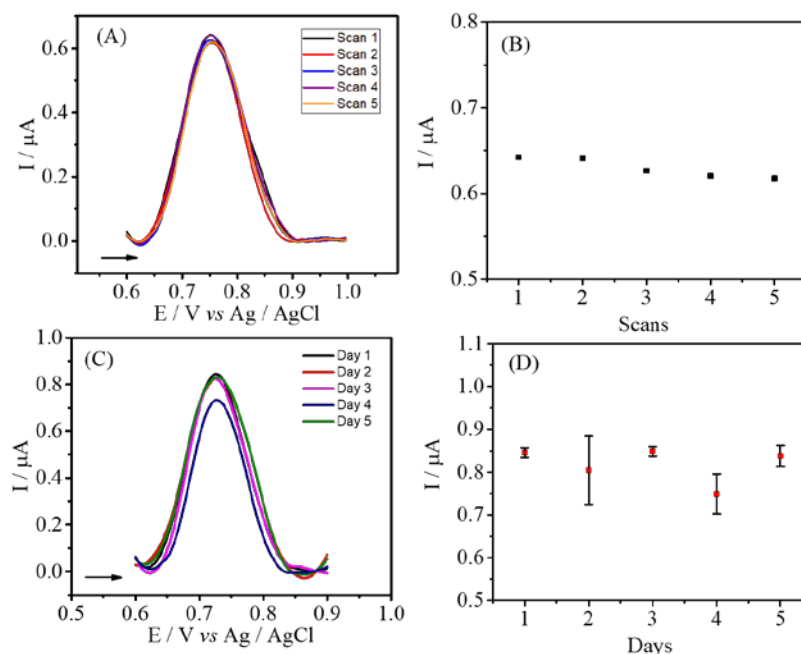 (A)
Scan 1
Scan 2
Scan 3
Scan 4
Scan 5
0.6
0.4
0.2
0.0
I / µA
0.6 0.7 0.8 0.9 1.0
E / V vs Ag / AgCl
(B)
0.8
0.7
0.6
0.5
I / µA
1 2 3 4 5
Scans
(C)
Day 1
Day 2
Day 3
Day 4
Day 5
1.0
0.8
0.6
0.4
0.2
0.0
I / µA
0.5 0.6 0.7 0.8 0.9 1.0
E / V vs Ag / AgCl
(D)
1.1
1.0
0.9
0.8
0.7
0.6
0.5
I / µA
1 2 3 4 5
Days